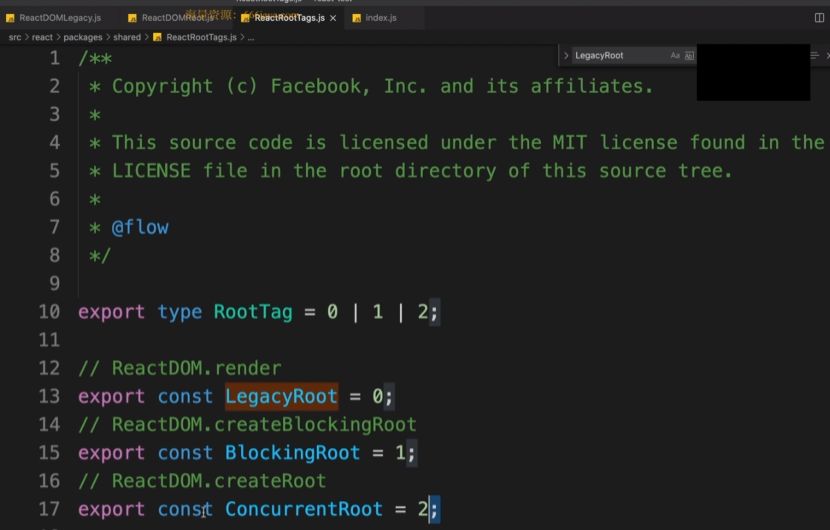 ReactDOMLegacy.js ReactDOMRoot.js ReactRootTags.js index.js
src > react > packages > shared > ReactRootTags.js > ...
LegacyRoot Aa Ab
1 /**
2 * Copyright (c) Facebook, Inc. and its affiliates.
3 *
4 * This source code is licensed under the MIT license found in the
5 * LICENSE file in the root directory of this source tree.
6 *
7 * @flow
8 */
9
10 export type RootTag = 0 | 1 | 2;
11
12 // ReactDOM.render
13 export const LegacyRoot = 0;
14 // ReactDOM.createBlockingRoot
15 export const BlockingRoot = 1;
16 // ReactDOM.createRoot
17 export const ConcurrentRoot = 2;